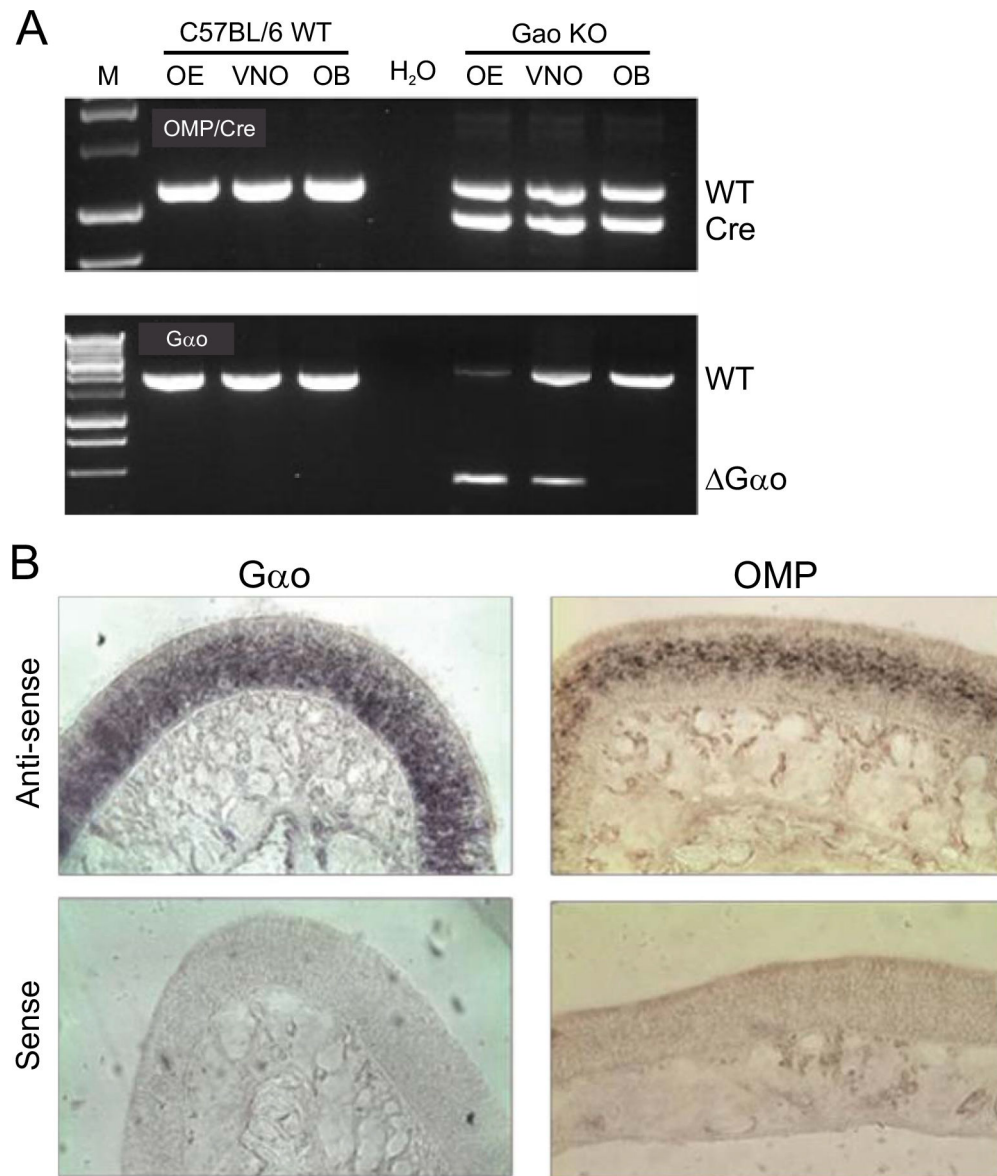 A
C57BL/6 WT
Gao KO
M OE VNO OB H₂O OE VNO OB
OMP/Cre
WT
Cre
Gαo
WT
ΔGαo
B
Gαo OMP
Anti-sense
Sense